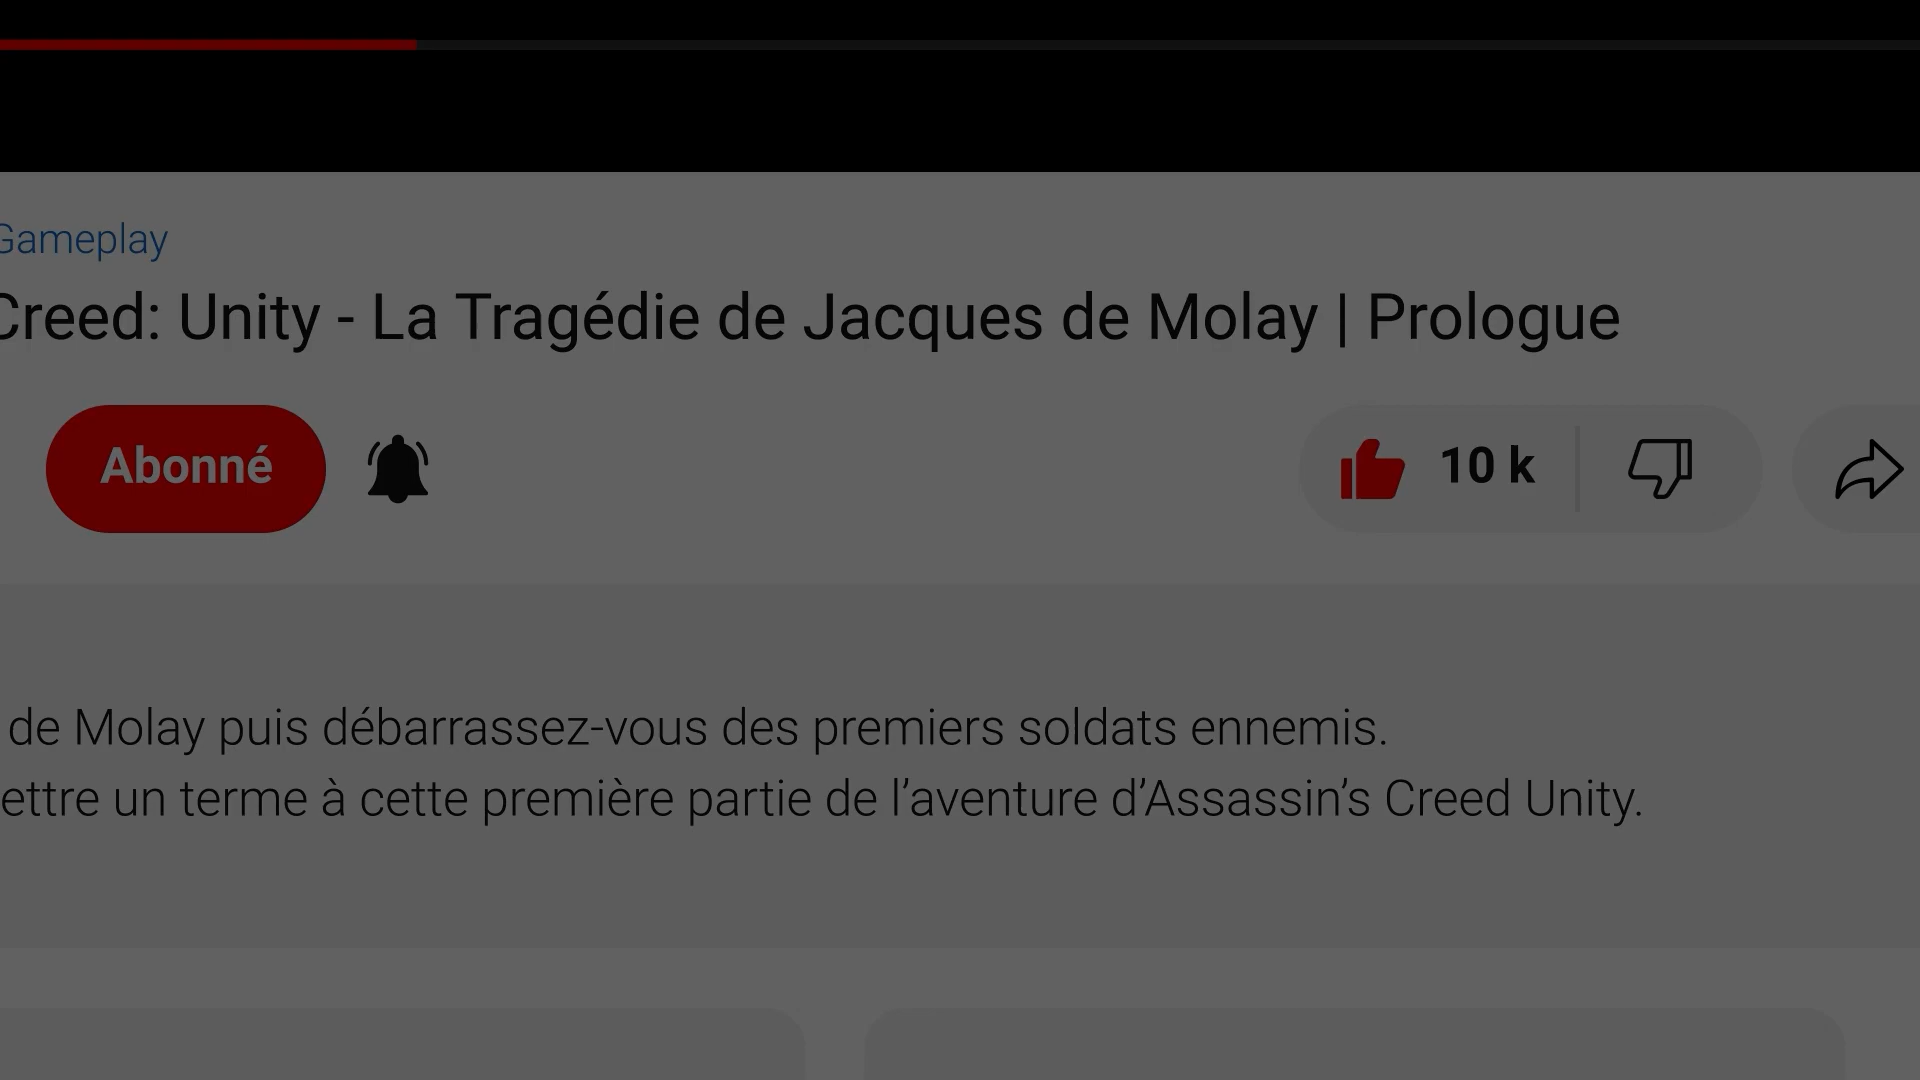 Gameplay
Creed: Unity - La Tragédie de Jacques de Molay | Prologue
Abonné
10 k
de Molay puis débarrassez-vous des premiers soldats ennemis.
ettre un terme à cette première partie de l’aventure d’Assassin’s Creed Unity.